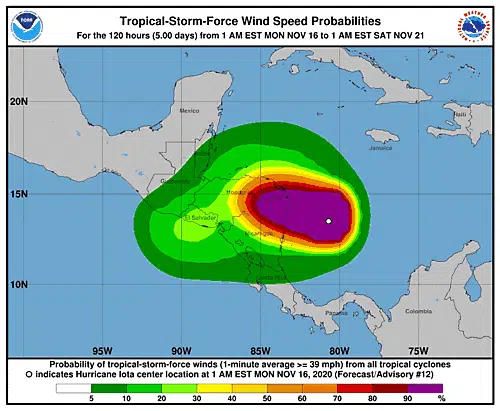 Tropical-Storm-Force Wind Speed Probabilities
For the 120 hours (5.00 days) from 1 AM EST MON NOV 16 to 1 AM EST SAT NOV 21
NOAA
20N
Mexico
Haiti
Jamaica
Belize
Guatemala
15N
Honduras
El Salvador
Nicaragua
Costa Rica
10N
Panama
Colombia
95W 90W 85W 80W 75W
Probability of tropical-storm-force winds (1-minute average >= 39 mph) from all tropical cyclones
O indicates Hurricane Iota center location at 1 AM EST MON NOV 16, 2020 (Forecast/Advisory #12)
5 10 20 30 40 50 60 70 80 90 %